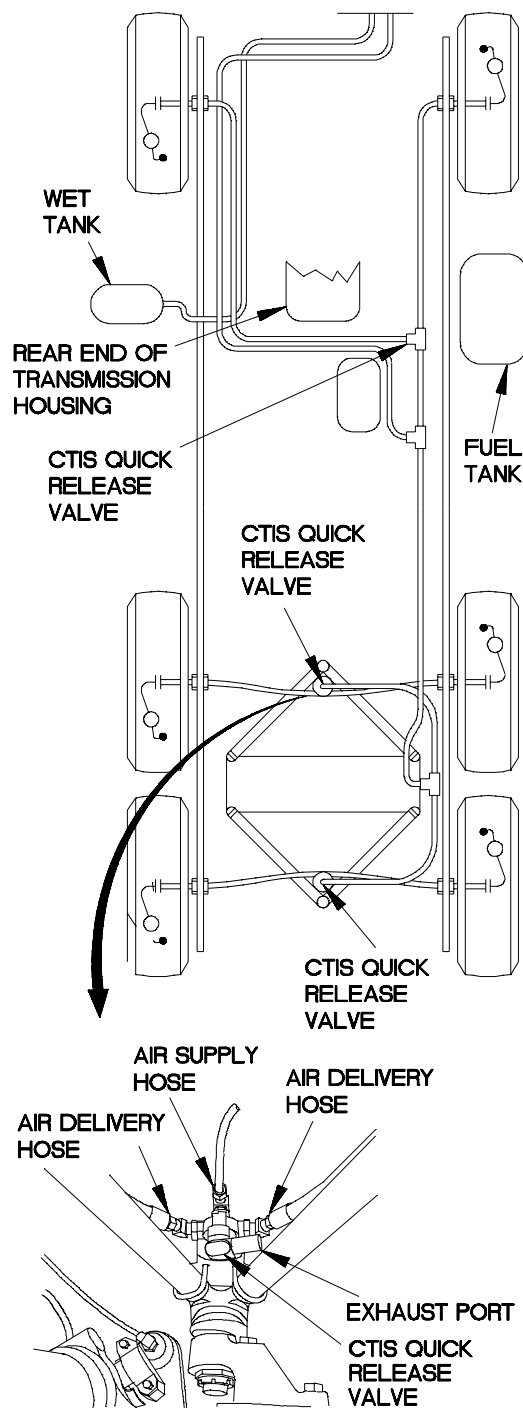 WET
TANK
REAR END OF
TRANSMISSION
HOUSING
CTIS QUICK
RELEASE
VALVE
FUEL
TANK
CTIS QUICK
RELEASE
VALVE
CTIS QUICK
RELEASE
VALVE
AIR SUPPLY
HOSE
AIR DELIVERY
HOSE
AIR DELIVERY
HOSE
EXHAUST PORT
CTIS QUICK
RELEASE
VALVE